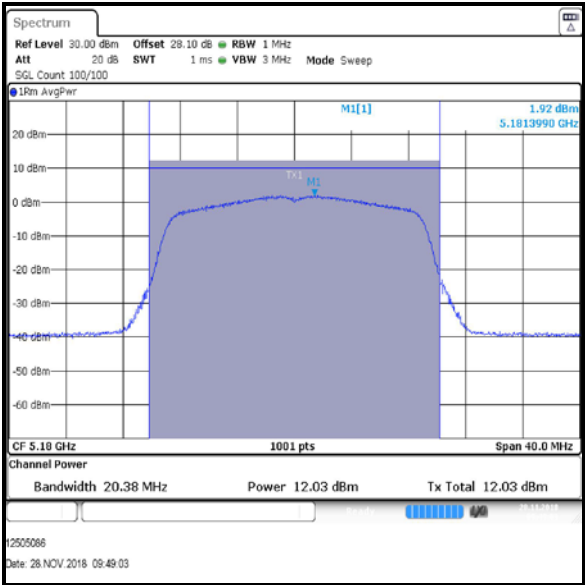 Spectrum
Ref Level 30.00 dBm Offset 28.10 dB RBW 1 MHz
Att 20 dB SWT 1 ms VBW 3 MHz Mode Sweep
SGL Count 100/100
1Rm AvgPwr
M1[1] 1.92 dBm
5.1813990 GHz
20 dBm
10 dBm
TX1
M1
0 dBm
-10 dBm
-20 dBm
-30 dBm
-40 dBm
-50 dBm
-60 dBm
CF 5.18 GHz 1001 pts Span 40.0 MHz
Channel Power
Bandwidth 20.38 MHz Power 12.03 dBm Tx Total 12.03 dBm
12505086
Date: 28.NOV.2018 09:49:03